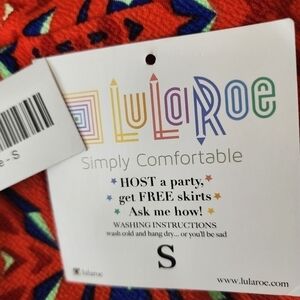 LULAROE
Simply Comfortable
HOST a party,
get FREE skirts
Ask me how!
WASHING INSTRUCTIONS
wash cold and hang dry... or you'll be sad
S
lularoe
www.lularoe.com
e - S